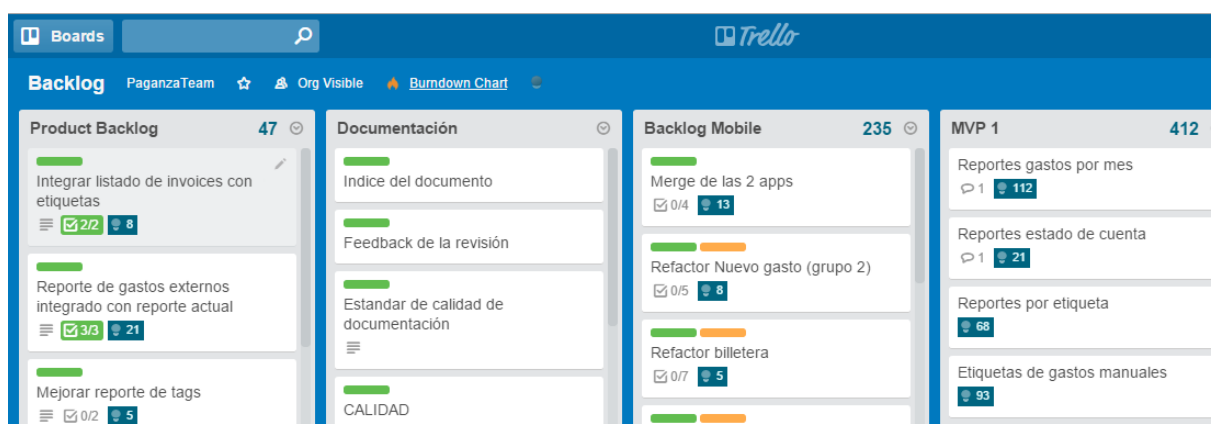 Boards
Trello
Backlog PaganzaTeam Org Visible Burndown Chart
Product Backlog 47
Integrar listado de invoices con
etiquetas
2/2 8
Reporte de gastos externos
integrado con reporte actual
3/3 21
Mejorar reporte de tags
0/2 5
Documentación
Indice del documento
Feedback de la revisión
Estandar de calidad de
documentación
CALIDAD
Backlog Mobile 235
Merge de las 2 apps
0/4 13
Refactor Nuevo gasto (grupo 2)
0/5 8
Refactor billetera
0/7 5
MVP 1 412
Reportes gastos por mes
1 112
Reportes estado de cuenta
1 21
Reportes por etiqueta
68
Etiquetas de gastos manuales
93